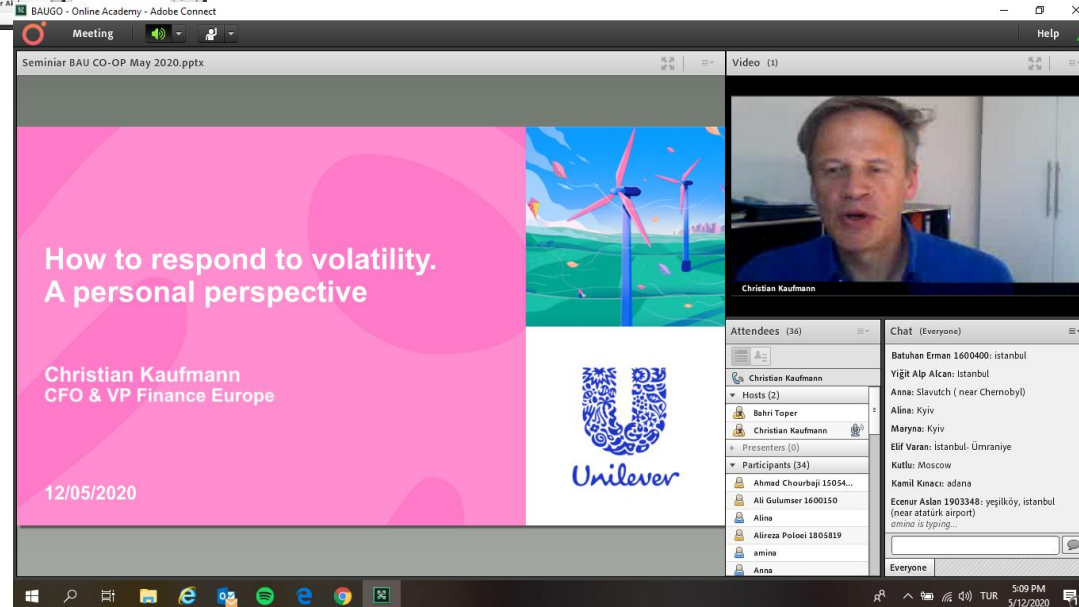 BAUGO - Online Academy - Adobe Connect
Meeting
Help
Seminiar BAU CO-OP May 2020.pptx
How to respond to volatility.
A personal perspective
Christian Kaufmann
CFO & VP Finance Europe
12/05/2020
Unilever
Video (1)
Christian Kaufmann
Attendees (36)
Christian Kaufmann
Hosts (2)
Bahri Toper
Christian Kaufmann
Presenters (0)
Participants (34)
Ahmad Chourbaji 15054...
Ali Gulumser 1600150
Alina
Alireza Poloei 1805819
amina
Anna
Chat (Everyone)
Batuhan Erman 1600400: istanbul
Yiğit Alp Alcan: Istanbul
Anna: Slavutch ( near Chernobyl)
Alina: Kyiv
Maryna: Kyiv
Elif Varan: İstanbul- Ümraniye
Kutlu: Moscow
Kamil Kınacı: adana
Ecenur Aslan 1903348: yeşilköy, istanbul
(near atatürk airport)
amina is typing...
Everyone
TUR
5:09 PM
5/12/2020